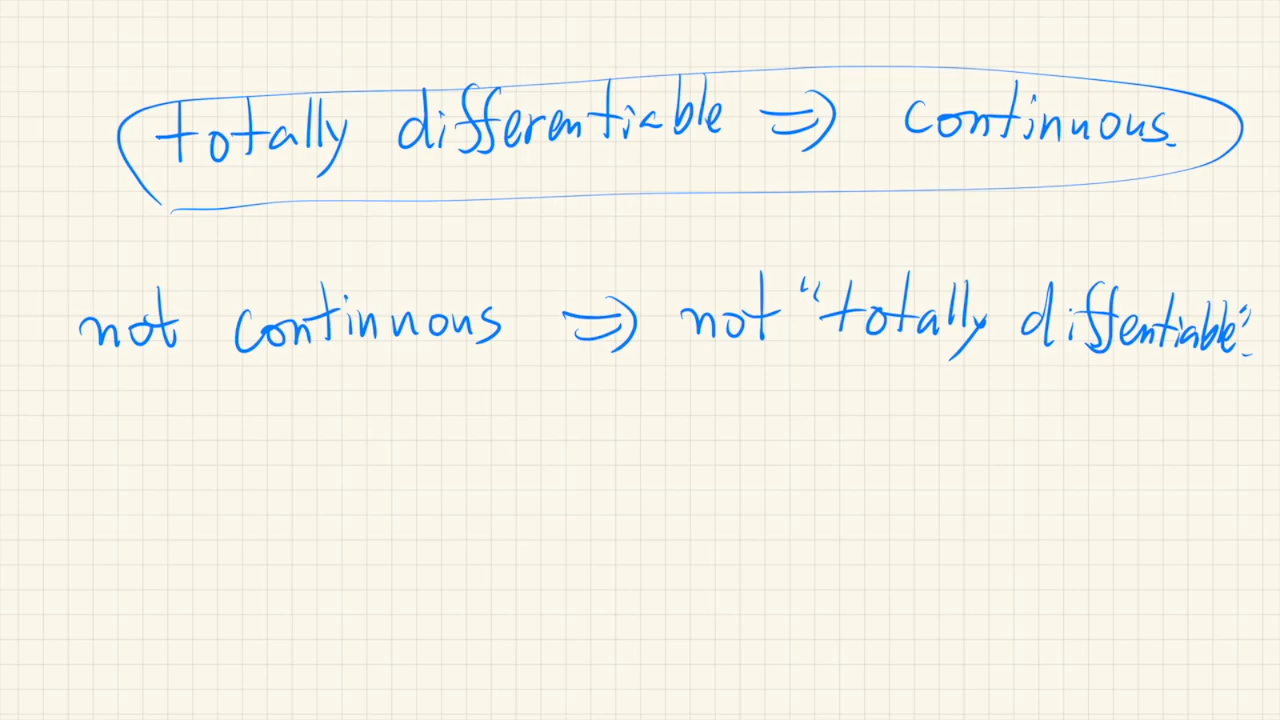 totally differentiable ⇒ continuous.
not continuous ⇒ not "totally diffentiable".